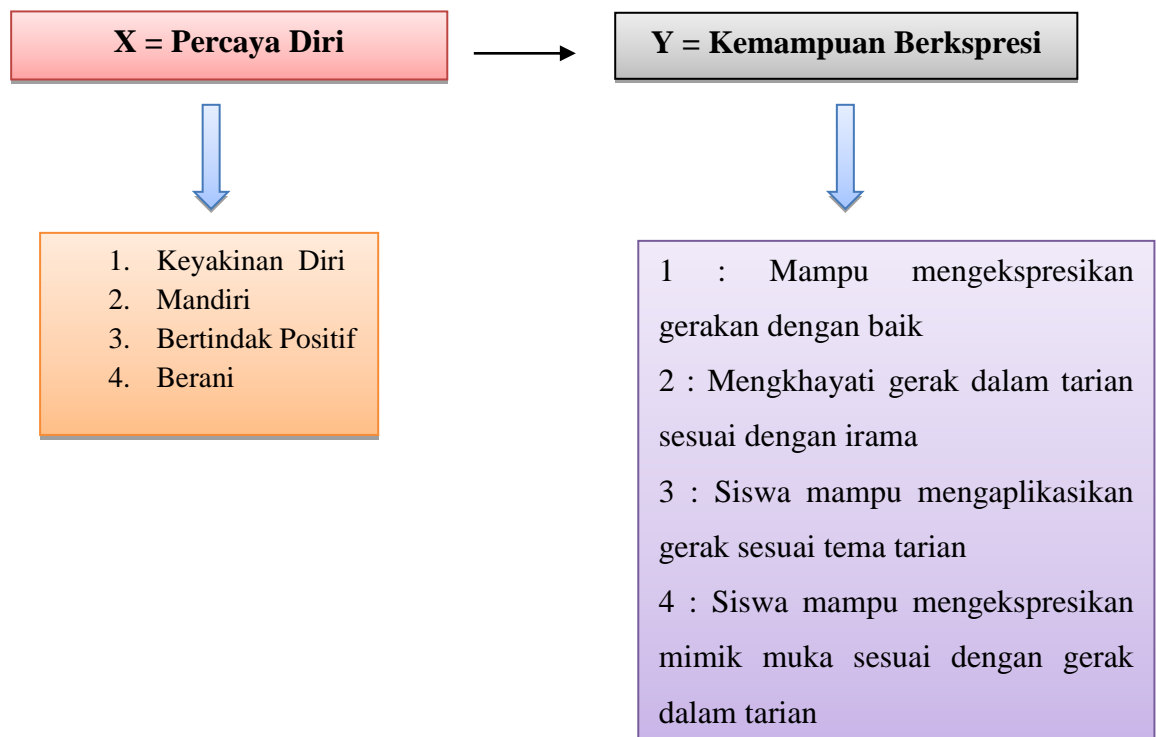 X = Percaya Diri
Y = Kemampuan Berkspresi
1. Keyakinan Diri
2. Mandiri
3. Bertindak Positif
4. Berani
1 : Mampu mengekspresikan
gerakan dengan baik
2 : Mengkhayati gerak dalam tarian
sesuai dengan irama
3 : Siswa mampu mengaplikasikan
gerak sesuai tema tarian
4 : Siswa mampu mengekspresikan
mimik muka sesuai dengan gerak
dalam tarian